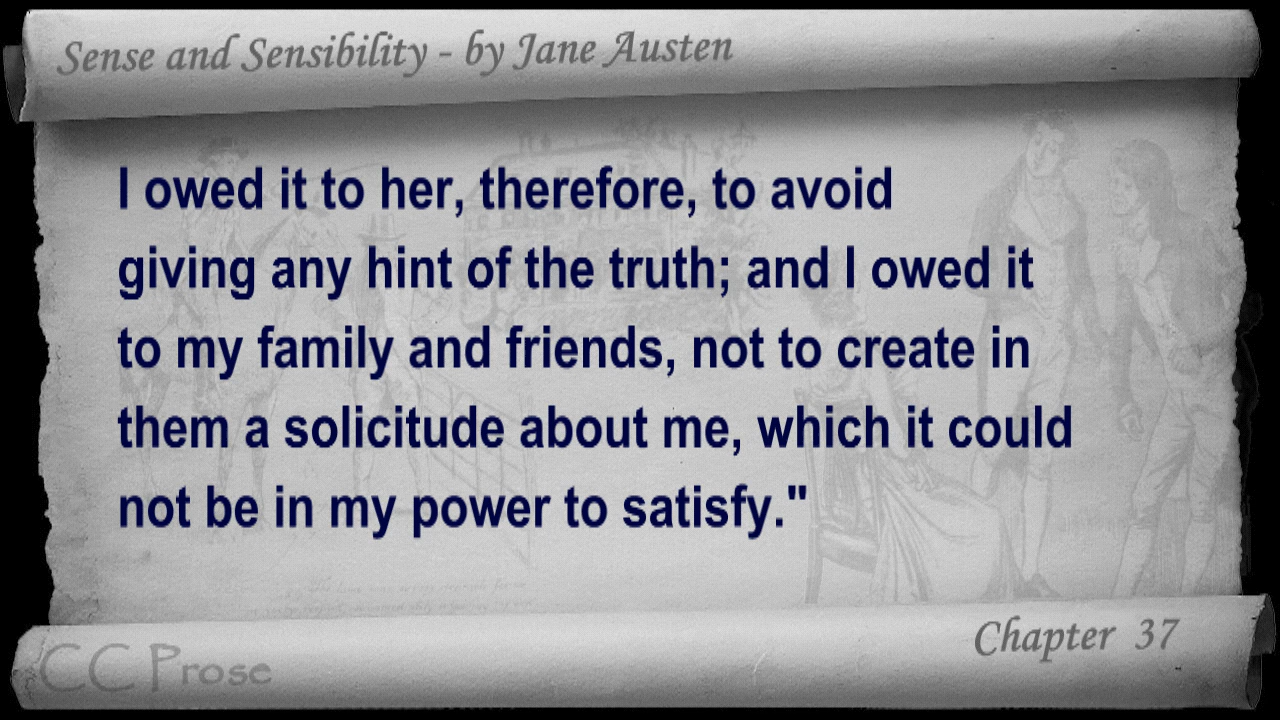 Sense and Sensibility - by Jane Austen
I owed it to her, therefore, to avoid
giving any hint of the truth; and I owed it
to my family and friends, not to create in
them a solicitude about me, which it could
not be in my power to satisfy."
Chapter 37
CC Prose